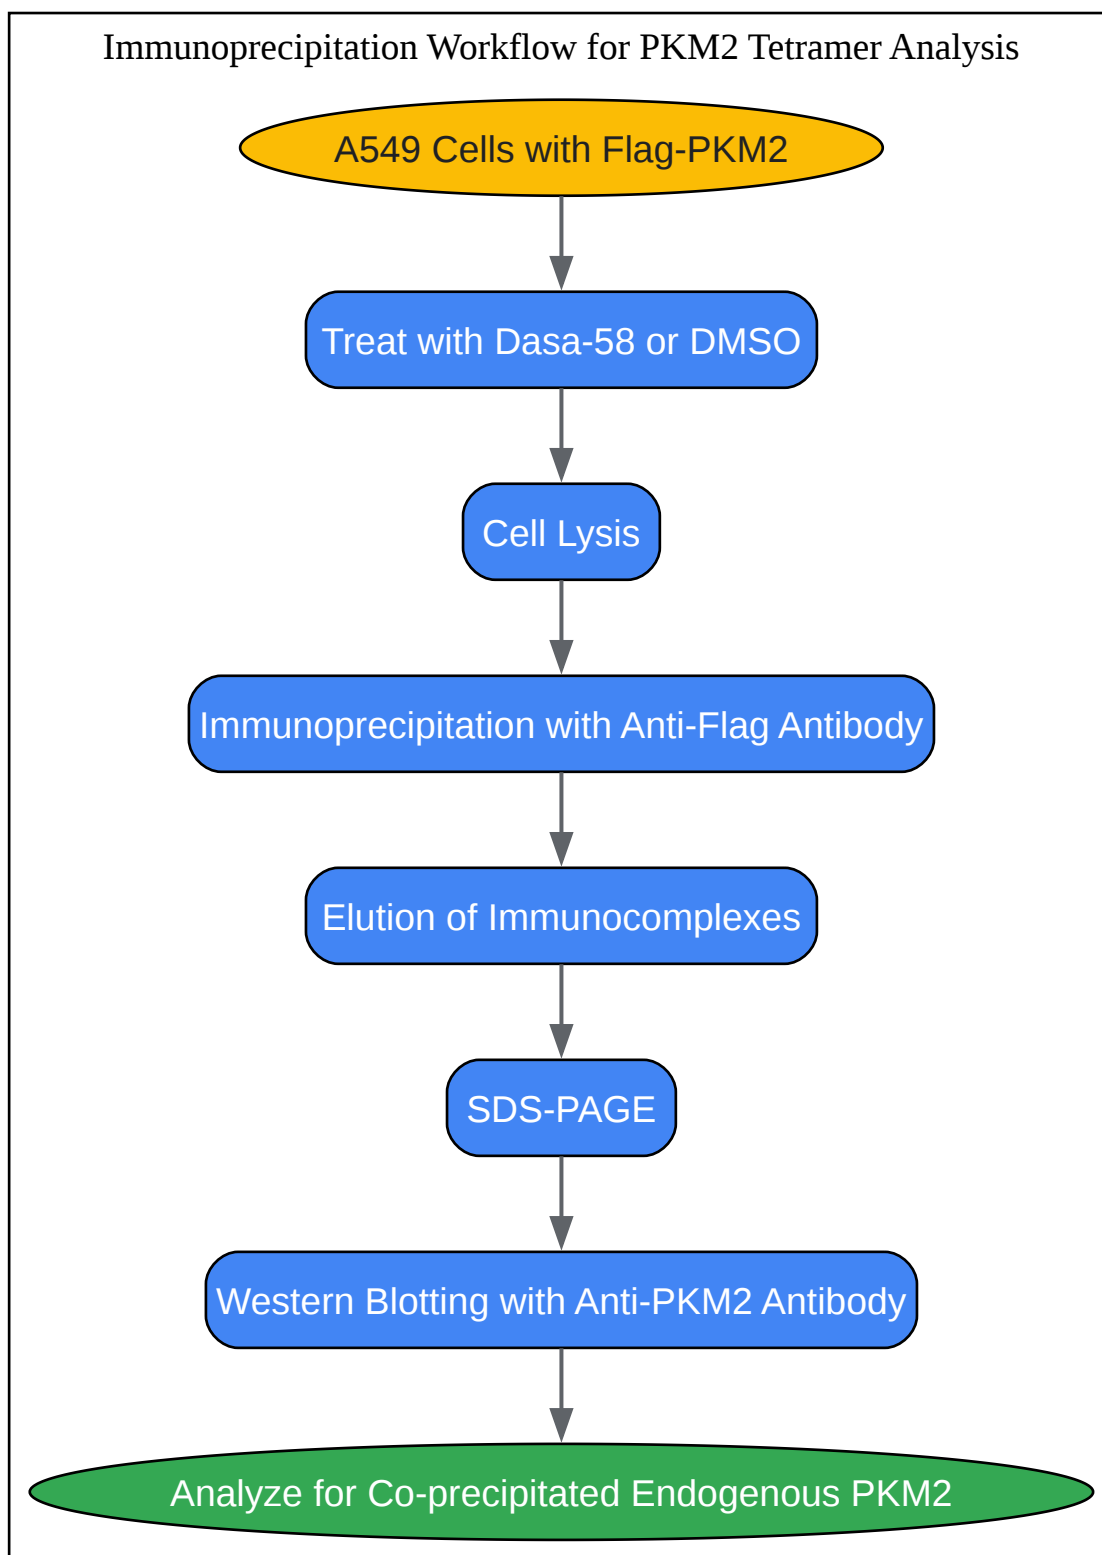 Immunoprecipitation Workflow for PKM2 Tetramer Analysis
A549 Cells with Flag-PKM2
Treat with Dasa-58 or DMSO
Cell Lysis
Immunoprecipitation with Anti-Flag Antibody
Elution of Immunocomplexes
SDS-PAGE
Western Blotting with Anti-PKM2 Antibody
Analyze for Co-precipitated Endogenous PKM2